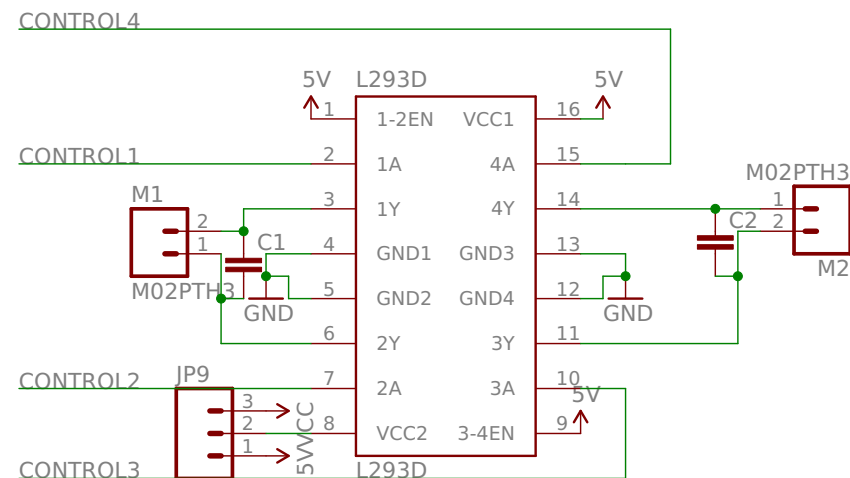 CONTROL4
5V L293D 5V
1 1-2EN VCC1 16
CONTROL1 2 1A 4A 15
M02PTH3
M1 3 1Y 4Y 14 1
2 C2 2
1 C1 4 GND1 GND3 13
M2
M02PTH3 5 GND2 GND4 12
GND GND
6 2Y 3Y 11
JP9
CONTROL2 7 2A 3A 10
5V
3
2 8 VCC2 3-4EN 9
1 5V VCC
CONTROL3 L293D